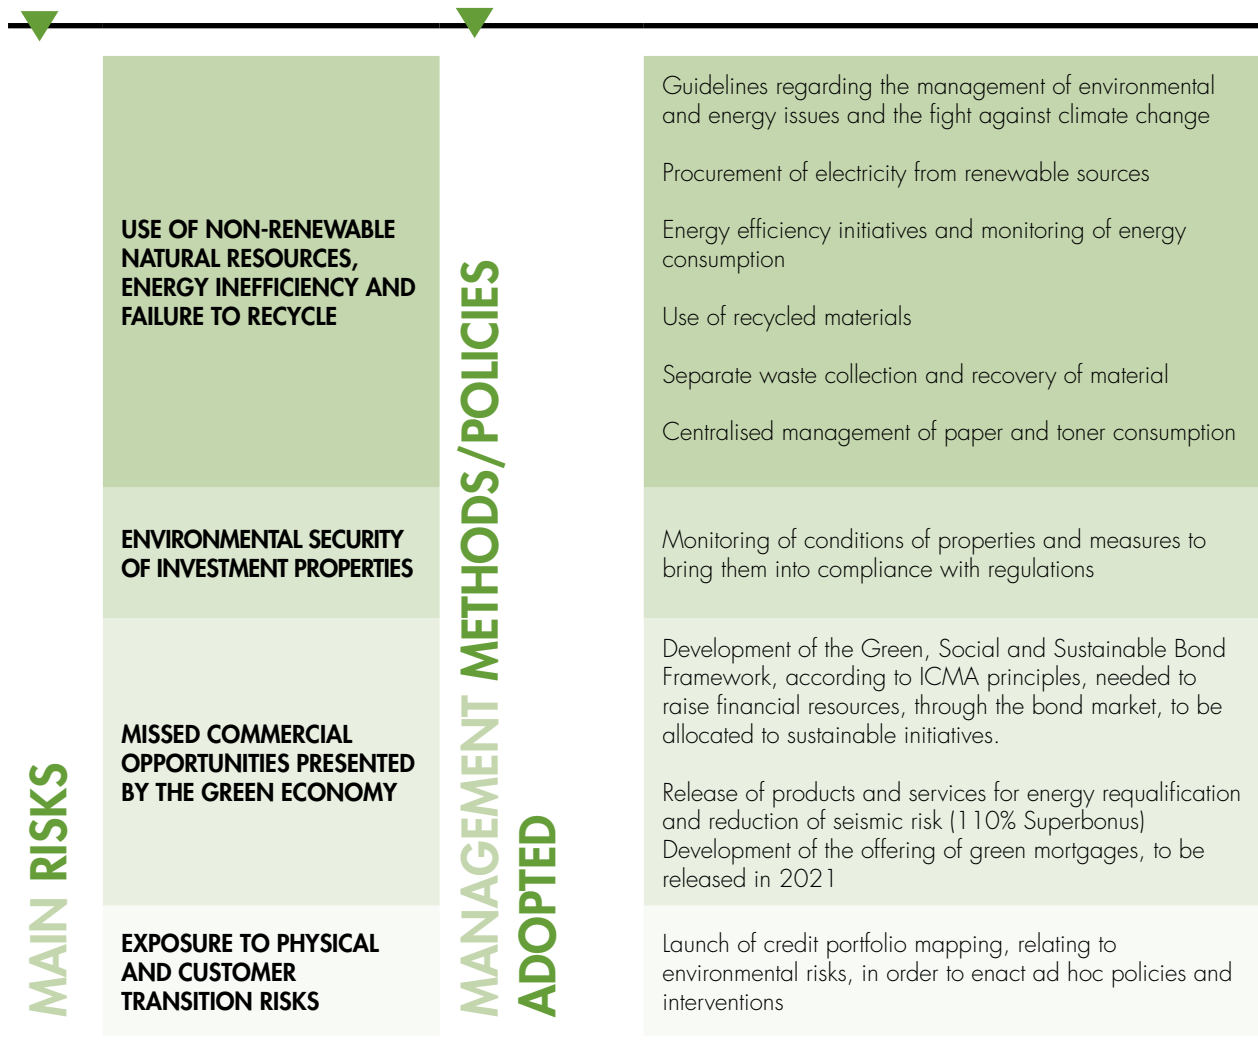 MAIN RISKS
USE OF NON-RENEWABLE
NATURAL RESOURCES,
ENERGY INEFFICIENCY AND
FAILURE TO RECYCLE
ENVIRONMENTAL SECURITY
OF INVESTMENT PROPERTIES
MISSED COMMERCIAL
OPPORTUNITIES PRESENTED
BY THE GREEN ECONOMY
EXPOSURE TO PHYSICAL
AND CUSTOMER
TRANSITION RISKS
MANAGEMENT METHODS/POLICIES
ADOPTED
Guidelines regarding the management of environmental
and energy issues and the fight against climate change
Procurement of electricity from renewable sources
Energy efficiency initiatives and monitoring of energy
consumption
Use of recycled materials
Separate waste collection and recovery of material
Centralised management of paper and toner consumption
Monitoring of conditions of properties and measures to
bring them into compliance with regulations
Development of the Green, Social and Sustainable Bond
Framework, according to ICMA principles, needed to
raise financial resources, through the bond market, to be
allocated to sustainable initiatives.
Release of products and services for energy requalification
and reduction of seismic risk (110% Superbonus)
Development of the offering of green mortgages, to be
released in 2021
Launch of credit portfolio mapping, relating to
environmental risks, in order to enact ad hoc policies and
interventions